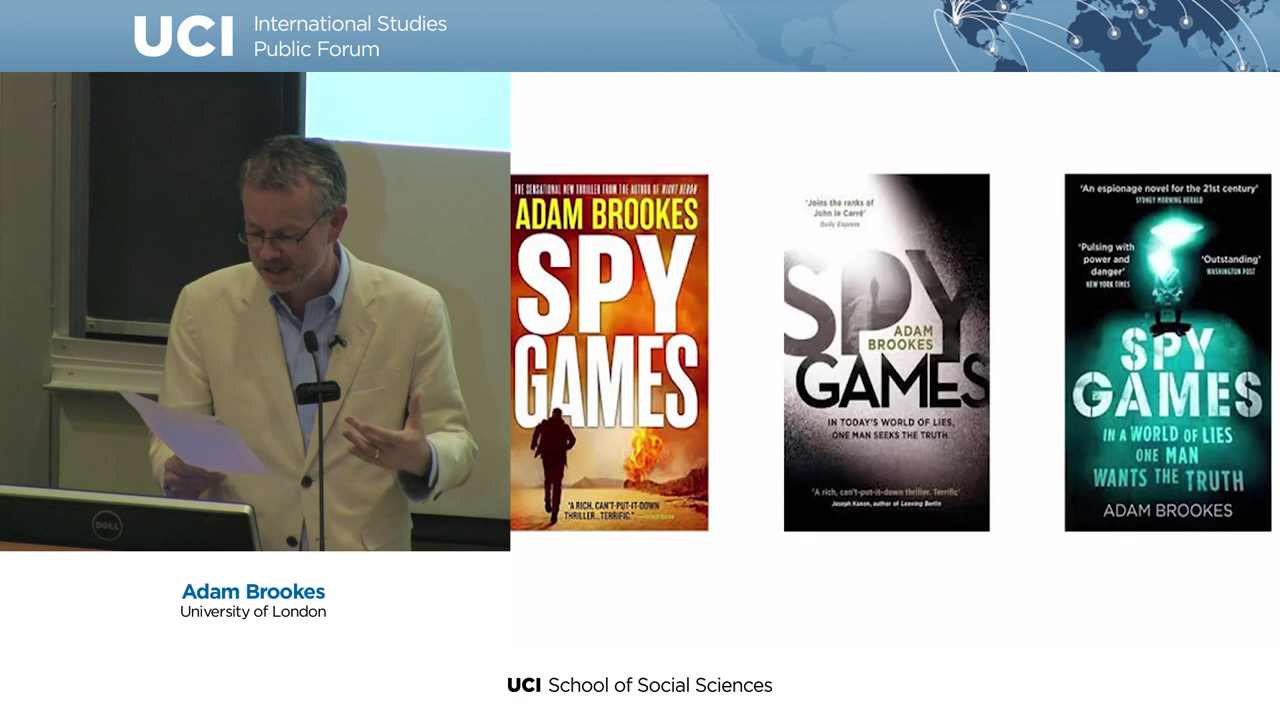 UCI International Studies
Public Forum
THE SENSATIONAL NEW THRILLER FROM THE AUTHOR OF NIGHT HERON
ADAM BROOKES
SPY
GAMES
"A RICH, CAN'T-PUT-IT-DOWN
THRILLER...TERRIFIC."
'Joins the ranks of
John le Carré'
Daily Express
SPY
ADAM
BROOKES
GAMES
IN TODAY'S WORLD OF LIES,
ONE MAN SEEKS THE TRUTH
'A rich, can't-put-it-down thriller. Terrific'
Joseph Kanon, author of Leaving Berlin
'An espionage novel for the 21st century'
SYDNEY MORNING HERALD
'Pulsing with
power and
danger'
NEW YORK TIMES
'Outstanding'
WASHINGTON POST
SPY
GAMES
IN A WORLD OF LIES
ONE MAN
WANTS THE TRUTH
ADAM BROOKES
DELL
Adam Brookes
University of London
UCI School of Social Sciences